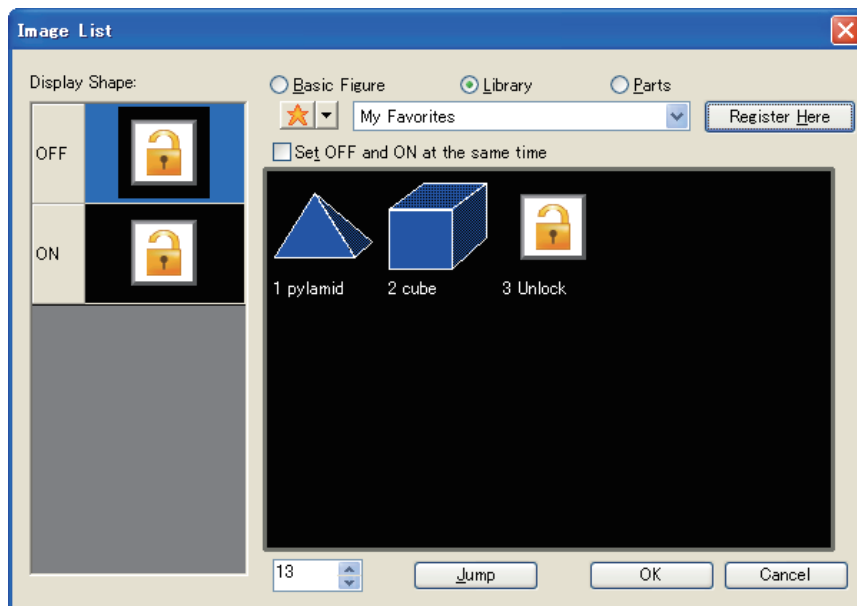 Image List
Display Shape:
Basic Figure
Library
Parts
My Favorites
Register Here
OFF
Set OFF and ON at the same time
ON
1 pylamid
2 cube
3 Unlock
13
Jump
OK
Cancel